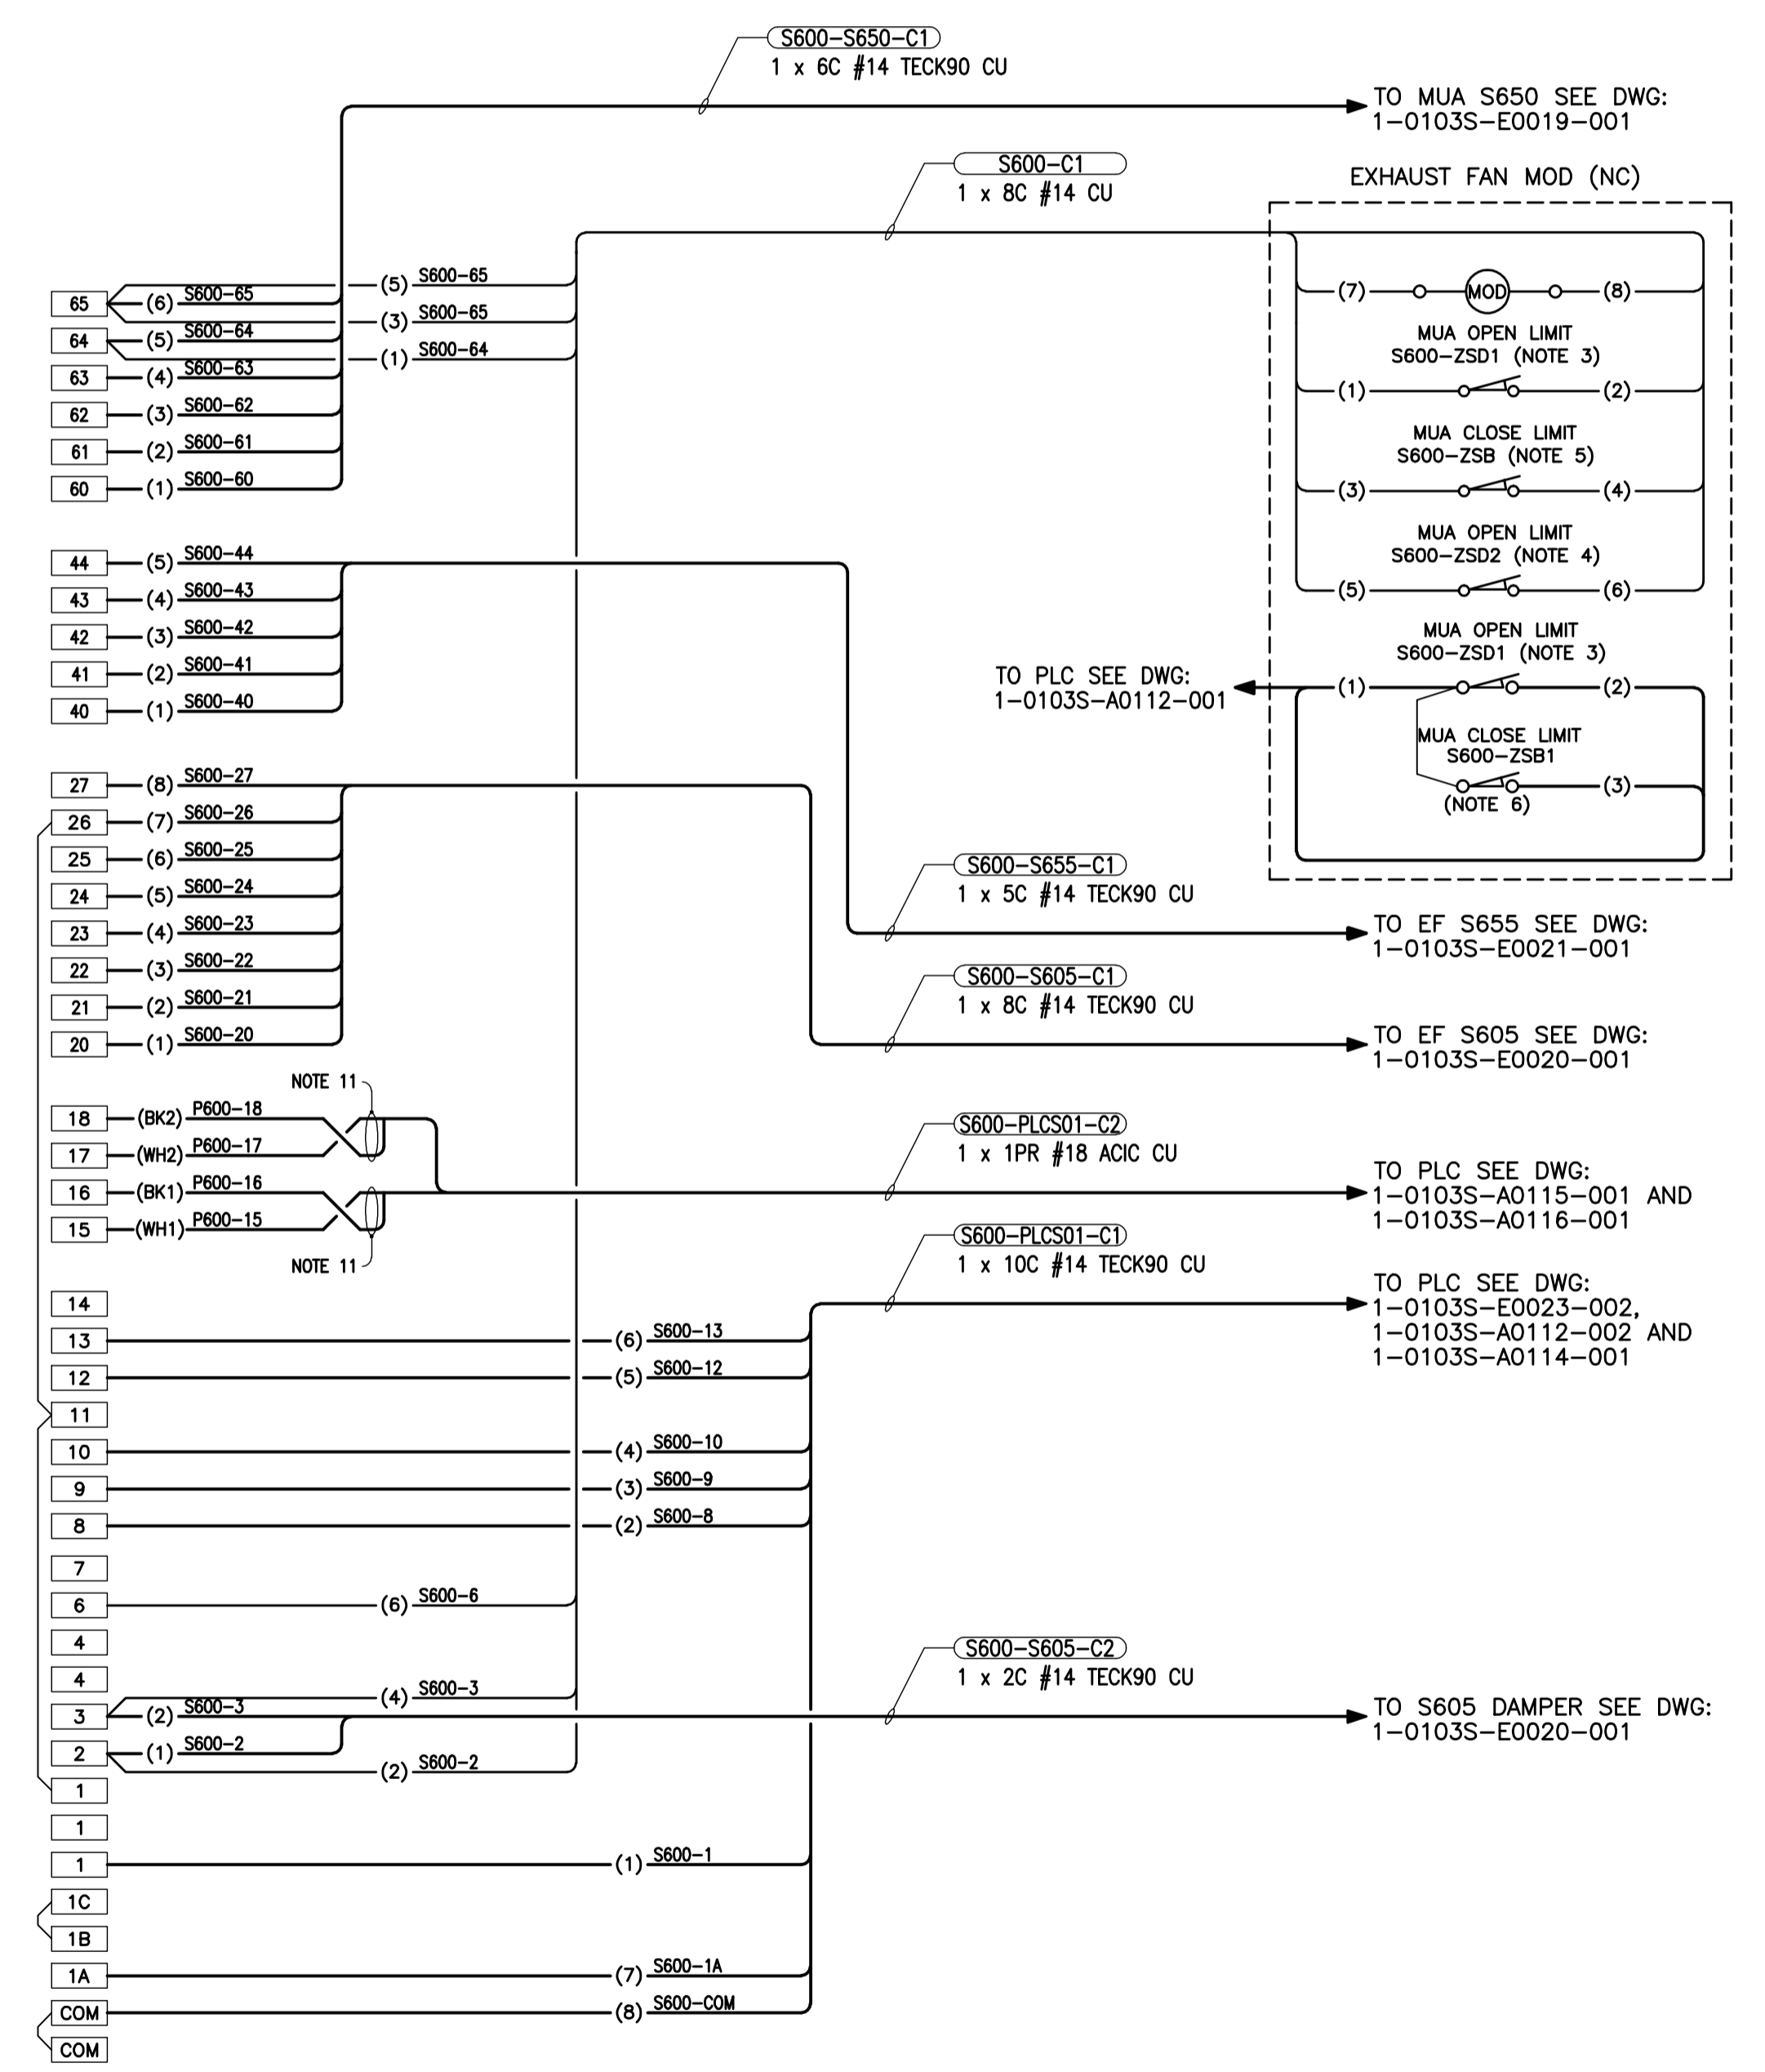 S600-S650-C1
1 x 6C #14 TECK90 CU
TO MUA S650 SEE DWG:
1-0103S-E0019-001
S600-C1
1 x 8C #14 CU
EXHAUST FAN MOD (NC)
65 (6) S600-65 (5) S600-65
(3) S600-65
64 (5) S600-64 (1) S600-64
63 (4) S600-63
62 (3) S600-62
61 (2) S600-61
60 (1) S600-60
(7) MOD (8)
MUA OPEN LIMIT
S600-ZSD1 (NOTE 3)
(1) (2)
MUA CLOSE LIMIT
S600-ZSB (NOTE 5)
(3) (4)
MUA OPEN LIMIT
S600-ZSD2 (NOTE 4)
(5) (6)
MUA OPEN LIMIT
S600-ZSD1 (NOTE 3)
(1) (2)
MUA CLOSE LIMIT
S600-ZSB1
(3)
(NOTE 6)
TO PLC SEE DWG:
1-0103S-A0112-001
44 (5) S600-44
43 (4) S600-43
42 (3) S600-42
41 (2) S600-41
40 (1) S600-40
27 (8) S600-27
26 (7) S600-26
25 (6) S600-25
24 (5) S600-24
23 (4) S600-23
22 (3) S600-22
21 (2) S600-21
20 (1) S600-20
S600-S655-C1
1 x 5C #14 TECK90 CU
TO EF S655 SEE DWG:
1-0103S-E0021-001
S600-S605-C1
1 x 8C #14 TECK90 CU
TO EF S605 SEE DWG:
1-0103S-E0020-001
NOTE 11
18 (BK2) P600-18
17 (WH2) P600-17
16 (BK1) P600-16
15 (WH1) P600-15
NOTE 11
S600-PLCS01-C2
1 x 1PR #18 ACIC CU
TO PLC SEE DWG:
1-0103S-A0115-001 AND
1-0103S-A0116-001
S600-PLCS01-C1
1 x 10C #14 TECK90 CU
TO PLC SEE DWG:
1-0103S-E0023-002,
1-0103S-A0112-002 AND
1-0103S-A0114-001
14
13 (6) S600-13
12 (5) S600-12
11
10 (4) S600-10
9 (3) S600-9
8 (2) S600-8
7
6 (6) S600-6
4
4
(4) S600-3
3 (2) S600-3
2 (1) S600-2
(2) S600-2
S600-S605-C2
1 x 2C #14 TECK90 CU
TO S605 DAMPER SEE DWG:
1-0103S-E0020-001
1
1
1 (1) S600-1
1C
1B
1A (7) S600-1A
COM (8) S600-COM
COM